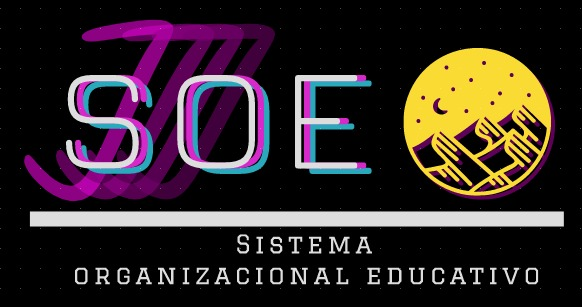 SOE
SISTEMA
ORGANIZACIONAL EDUCATIVO